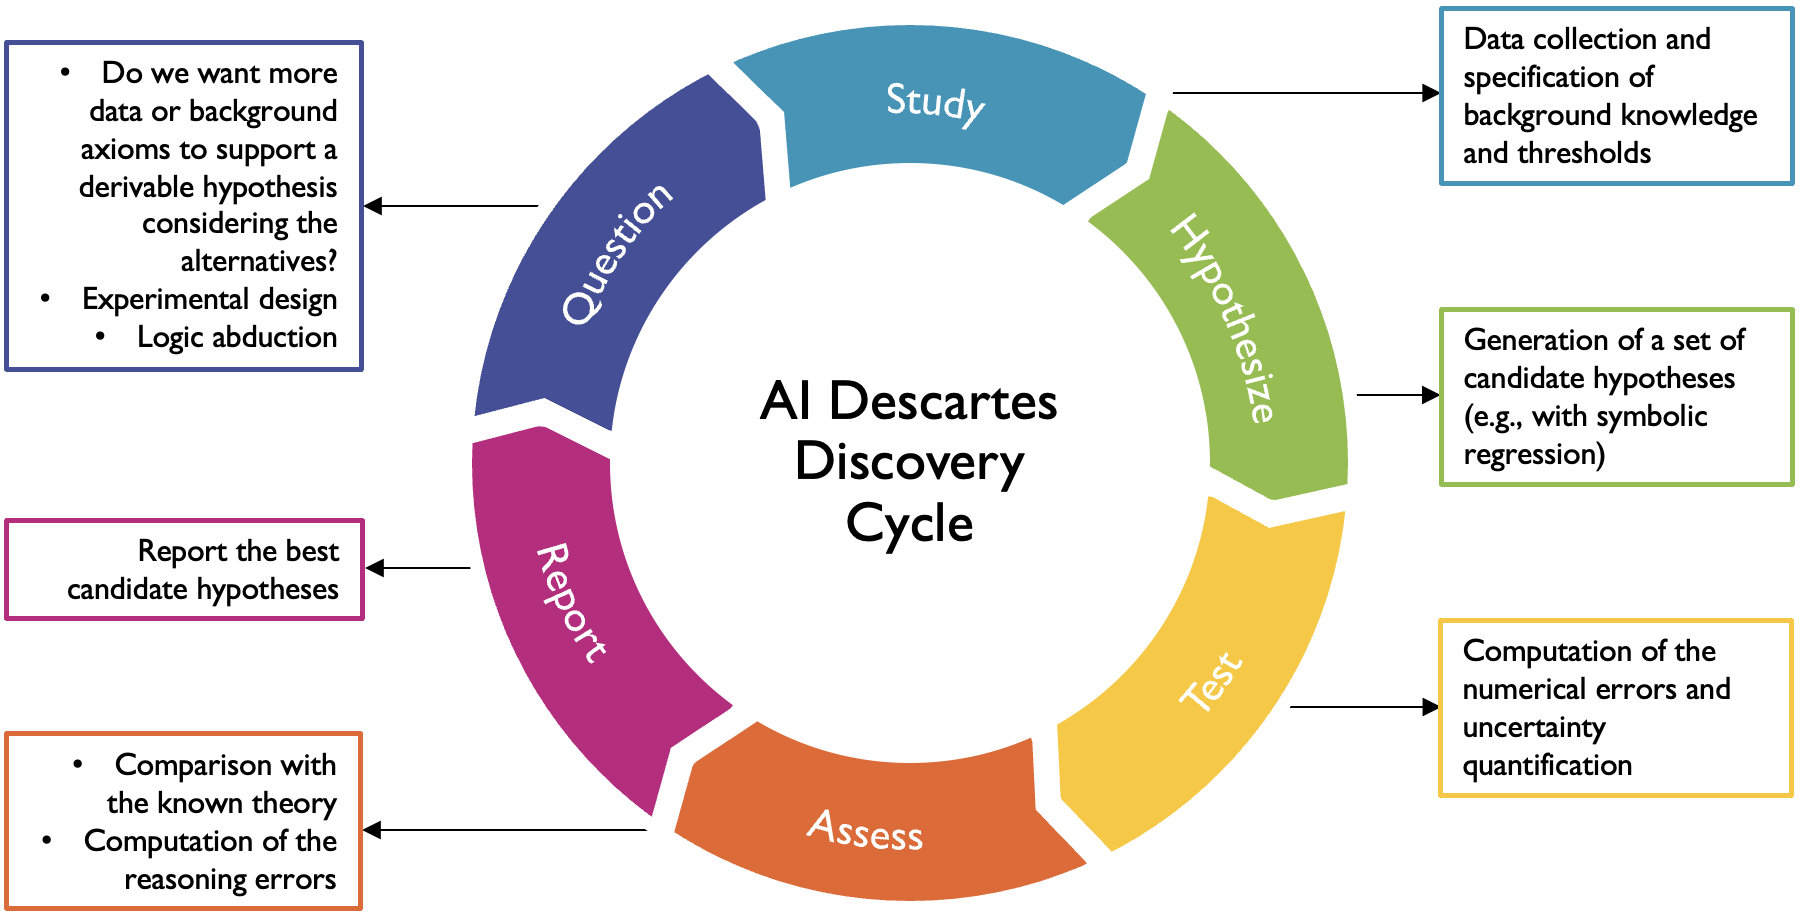 Study
Data collection and
specification of
background knowledge
and thresholds
Hypothesize
Generation of a set of
candidate hypotheses
(e.g., with symbolic
regression)
Test
Computation of the
numerical errors and
uncertainty
quantification
Assess
• Comparison with
the known theory
• Computation of the
reasoning errors
Report
Report the best
candidate hypotheses
Question
• Do we want more
data or background
axioms to support a
derivable hypothesis
considering the
alternatives?
• Experimental design
• Logic abduction
AI Descartes
Discovery
Cycle